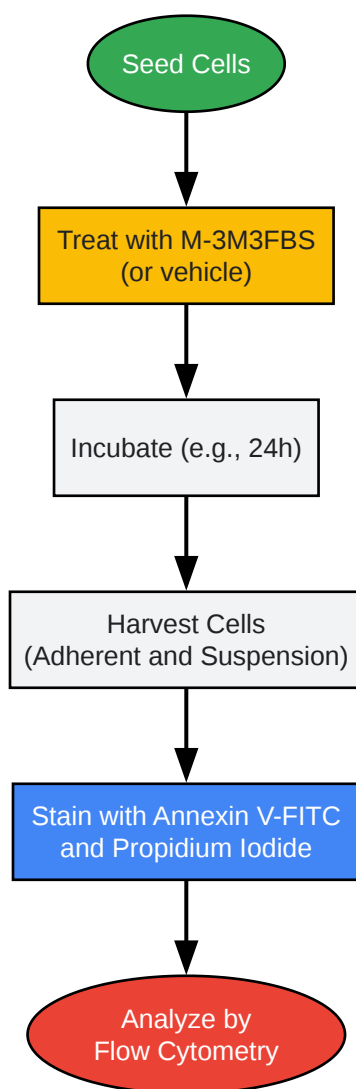 Seed Cells
Treat with M-3M3FBS
(or vehicle)
Incubate (e.g., 24h)
Harvest Cells
(Adherent and Suspension)
Stain with Annexin V-FITC
and Propidium Iodide
Analyze by
Flow Cytometry